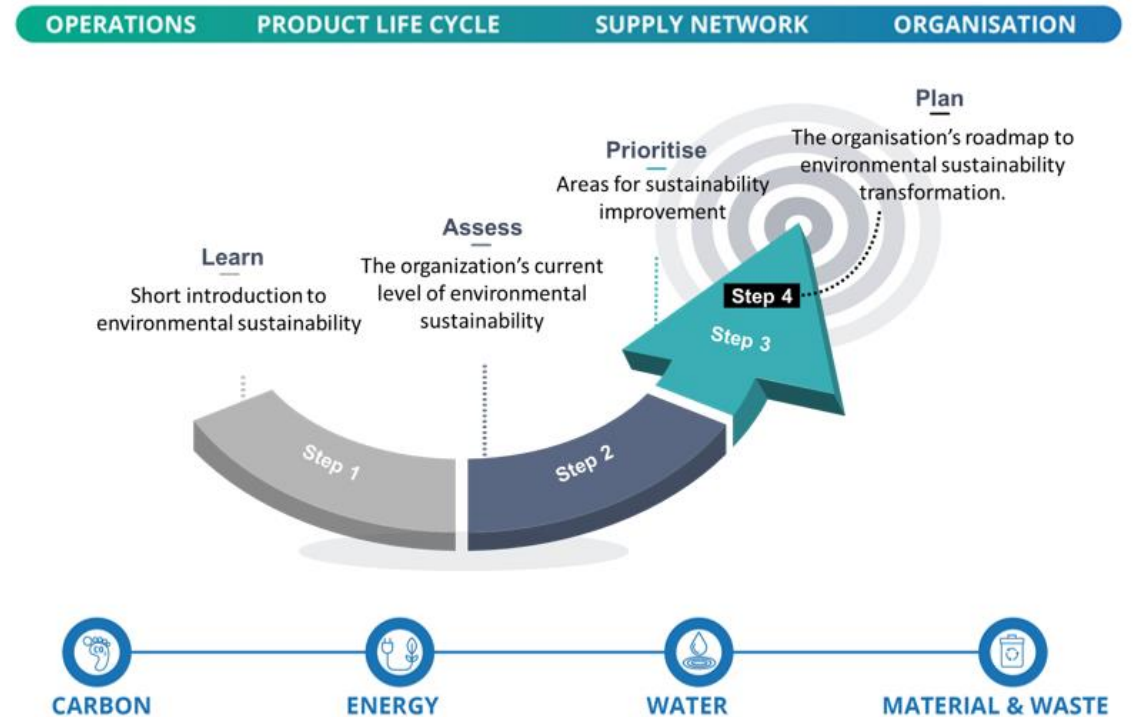 OPERATIONS PRODUCT LIFE CYCLE SUPPLY NETWORK ORGANISATION
Learn
Short introduction to
environmental sustainability
Assess
The organization's current
level of environmental
sustainability
Prioritise
Areas for sustainability
improvement
Plan
The organisation's roadmap to
environmental sustainability
transformation.
Step 1
Step 2
Step 3
Step 4
CO₂
CARBON
ENERGY
WATER
MATERIAL & WASTE